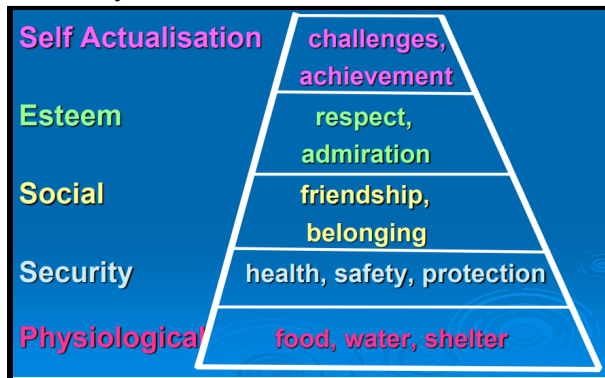 Self Actualisation challenges,
achievement
Esteem respect,
admiration
Social friendship,
belonging
Security health, safety, protection
Physiological food, water, shelter